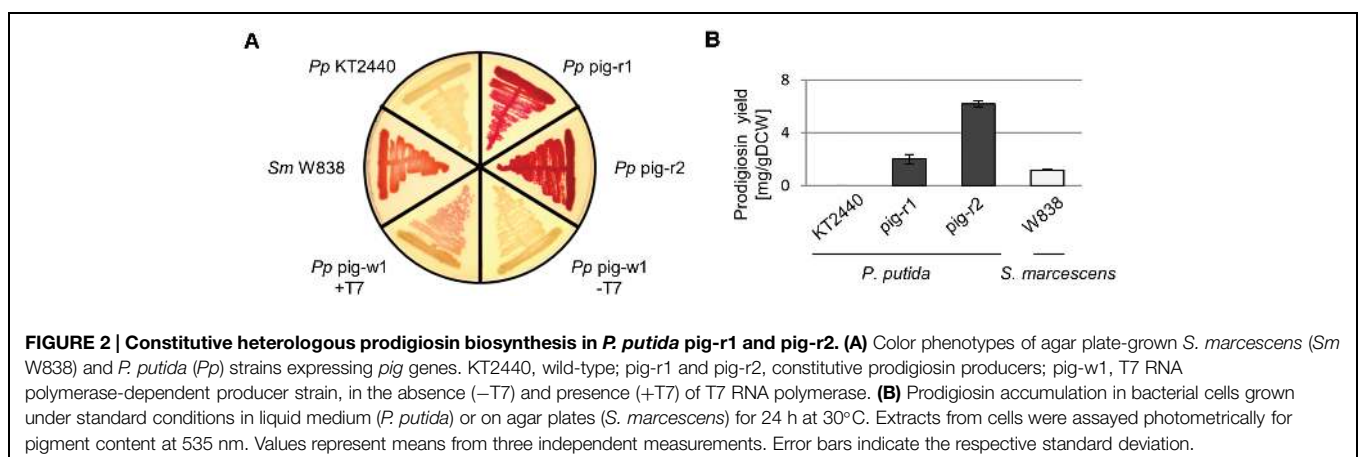 A
Pp KT2440
Pp pig-r1
Sm W838
Pp pig-r2
Pp pig-w1
+T7
Pp pig-w1
-T7
B
Prodigiosin yield
[mg/gDCW]
8
4
0
KT2440
pig-r1
pig-r2
W838
P. putida
S. marcescens
FIGURE 2 | Constitutive heterologous prodigiosin biosynthesis in P. putida pig-r1 and pig-r2. (A) Color phenotypes of agar plate-grown S. marcescens (Sm
W838) and P. putida (Pp) strains expressing pig genes. KT2440, wild-type; pig-r1 and pig-r2, constitutive prodigiosin producers; pig-w1, T7 RNA
polymerase-dependent producer strain, in the absence (−T7) and presence (+T7) of T7 RNA polymerase. (B) Prodigiosin accumulation in bacterial cells grown
under standard conditions in liquid medium (P. putida) or on agar plates (S. marcescens) for 24 h at 30°C. Extracts from cells were assayed photometrically for
pigment content at 535 nm. Values represent means from three independent measurements. Error bars indicate the respective standard deviation.